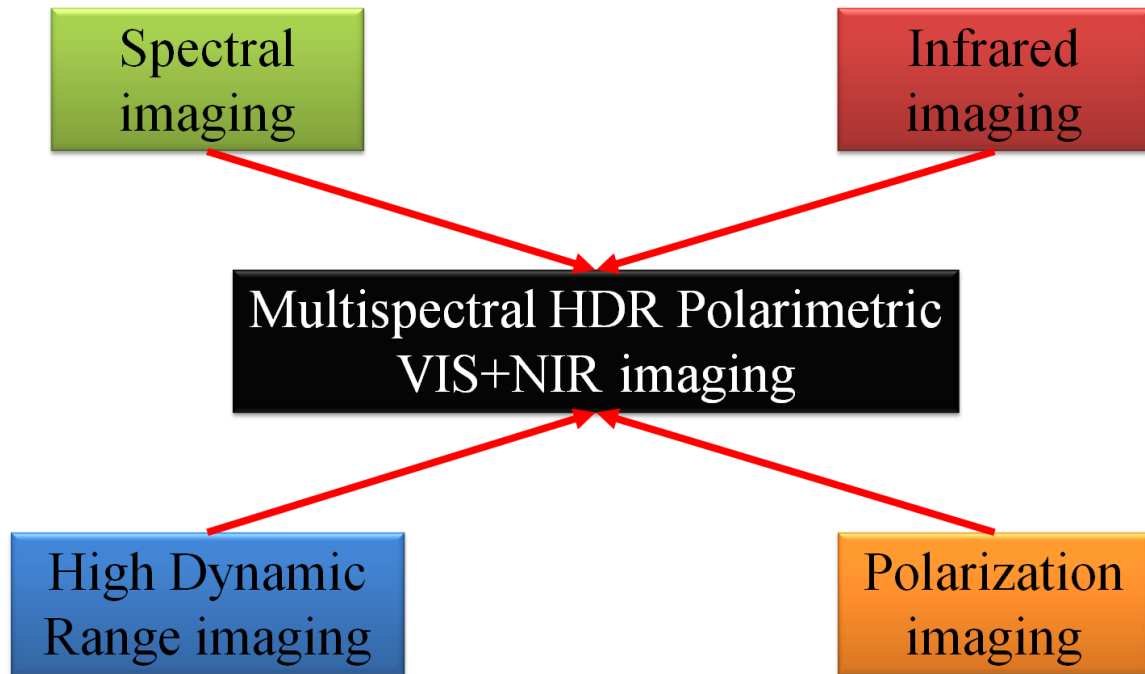 Spectral
imaging
Infrared
imaging
Multispectral HDR Polarimetric
VIS+NIR imaging
High Dynamic
Range imaging
Polarization
imaging